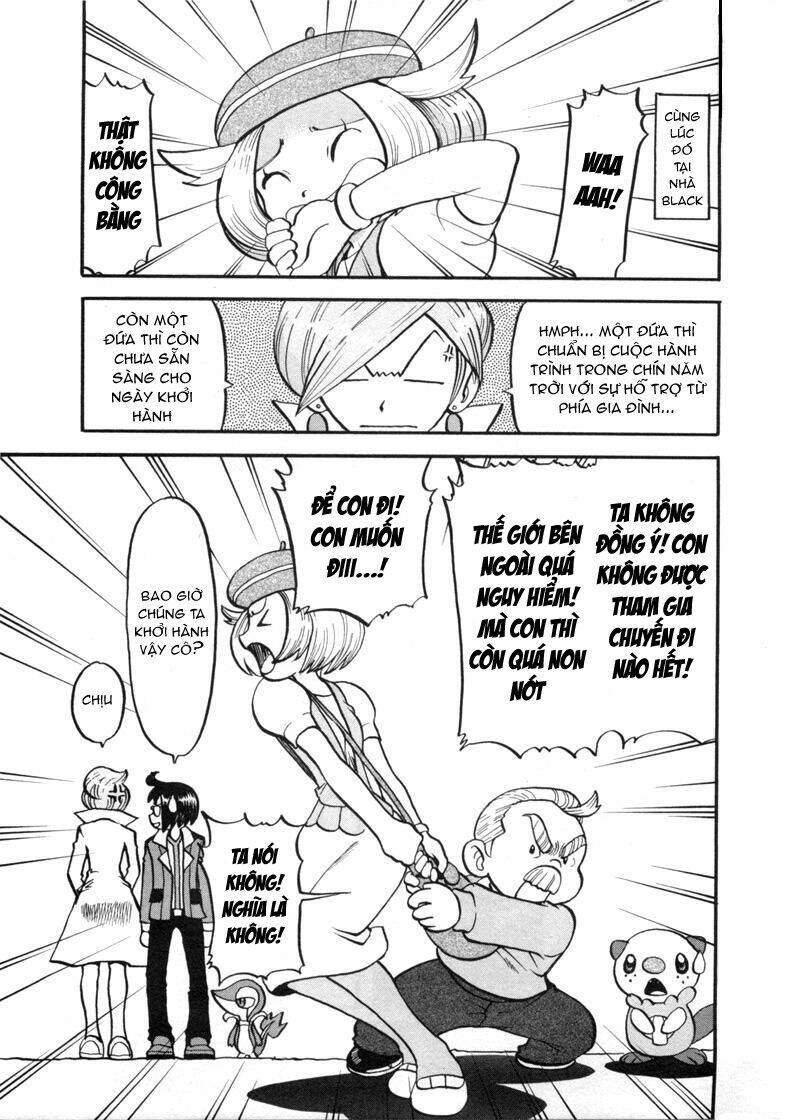 CÙNG
LÚC
ĐÓ
TẠI
NHÀ
BLACK
WAA
AAH!
THẬT
KHÔNG
CÔNG
BẰNG
HMPH... MỘT ĐỨA THÌ
CHUẨN BỊ CUỘC HÀNH
TRÌNH TRONG CHÍN NĂM
TRỜI VỚI SỰ HỖ TRỢ TỪ
PHÍA GIA ĐÌNH...
CÒN MỘT
ĐỨA THÌ CÒN
CHƯA SẴN
SÀNG CHO
NGÀY KHỞI
HÀNH
TA KHÔNG
ĐỒNG Ý! CON
KHÔNG ĐƯỢC
THAM GIA
CHUYẾN ĐI
NÀO HẾT!
THẾ GIỚI BÊN
NGOÀI QUÁ
NGUY HIỂM!
MÀ CON THÌ
CÒN QUÁ NON
NỚT
ĐỂ CON ĐI!
CON MUỐN
ĐIII...!
BAO GIỜ
CHÚNG TA
KHỞI HÀNH
VẬY CÔ?
CHỊU
TA NÓI
KHÔNG!
NGHĨA LÀ
KHÔNG!